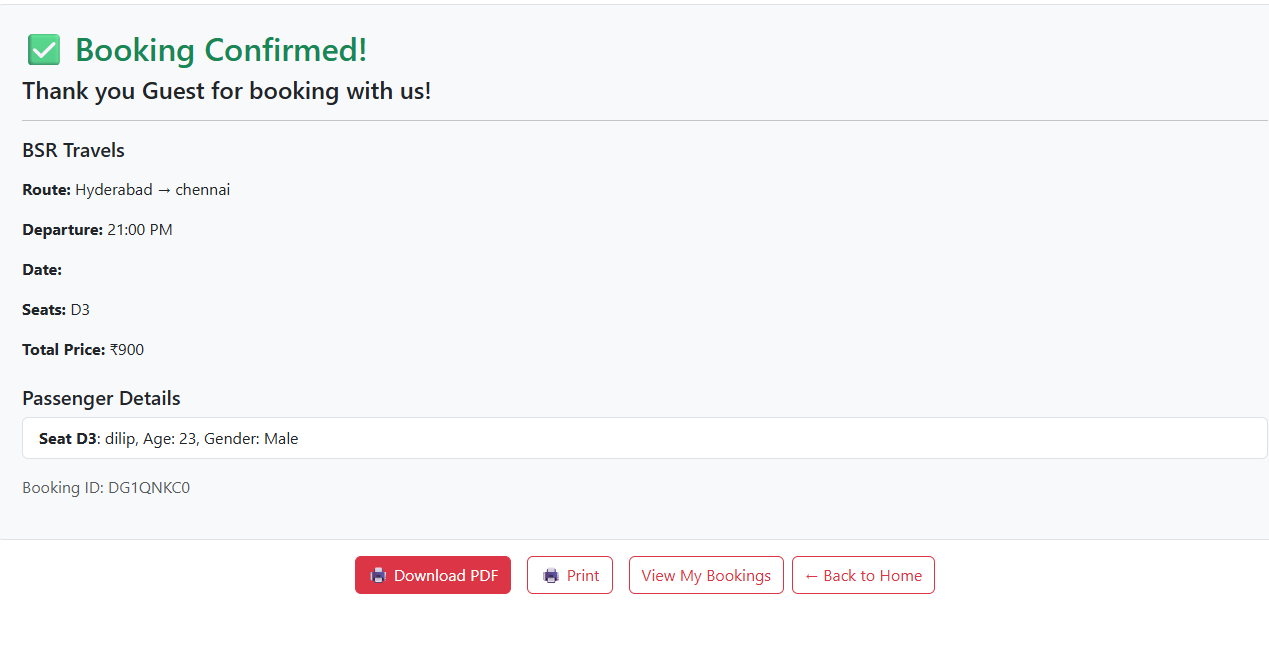 ✅ Booking Confirmed!
Thank you Guest for booking with us!
BSR Travels
Route: Hyderabad → chennai
Departure: 21:00 PM
Date:
Seats: D3
Total Price: ₹900
Passenger Details
Seat D3: dilip, Age: 23, Gender: Male
Booking ID: DG1QNKC0
🖨️ Download PDF
🖨️ Print
View My Bookings
← Back to Home